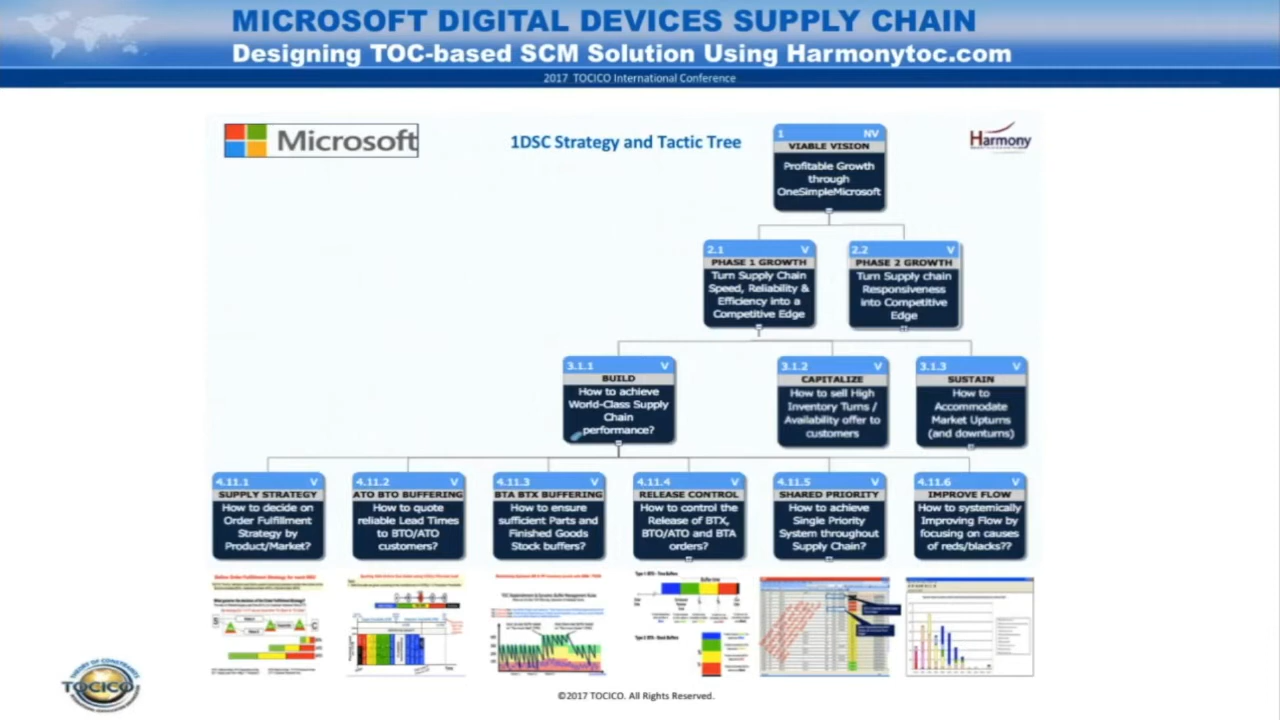 MICROSOFT DIGITAL DEVICES SUPPLY CHAIN
Designing TOC-based SCM Solution Using Harmonytoc.com
2017 TOCICO International Conference
Microsoft
1DSC Strategy and Tactic Tree
Harmony
1 NV
VIABLE VISION
Profitable Growth
through
OneSimpleMicrosoft
2.1 V
PHASE 1 GROWTH
Turn Supply Chain
Speed, Reliability &
Efficiency into a
Competitive Edge
2.2 V
PHASE 2 GROWTH
Turn Supply chain
Responsiveness
into Competitive
Edge
3.1.1 V
BUILD
How to achieve
World-Class Supply
Chain
performance?
3.1.2 V
CAPITALIZE
How to sell High
Inventory Turns /
Availability offer to
customers
3.1.3 V
SUSTAIN
How to
Accommodate
Market Upturns
(and downturns)
4.11.1 V
SUPPLY STRATEGY
How to decide on
Order Fulfillment
Strategy by
Product/Market?
4.11.2 V
ATO BTO BUFFERING
How to quote
reliable Lead Times
to BTO/ATO
customers?
4.11.3 V
BTA BTX BUFFERING
How to ensure
sufficient Parts and
Finished Goods
Stock buffers?
4.11.4 V
RELEASE CONTROL
How to control the
Release of BTX,
BTO/ATO and BTA
orders?
4.11.5 V
SHARED PRIORITY
How to achieve
Single Priority
System throughout
Supply Chain?
4.11.6 V
IMPROVE FLOW
How to systemically
Improving Flow by
focusing on causes
of reds/blacks??
THEORY OF CONSTRAINTS
TOCICO
©2017 TOCICO. All Rights Reserved.